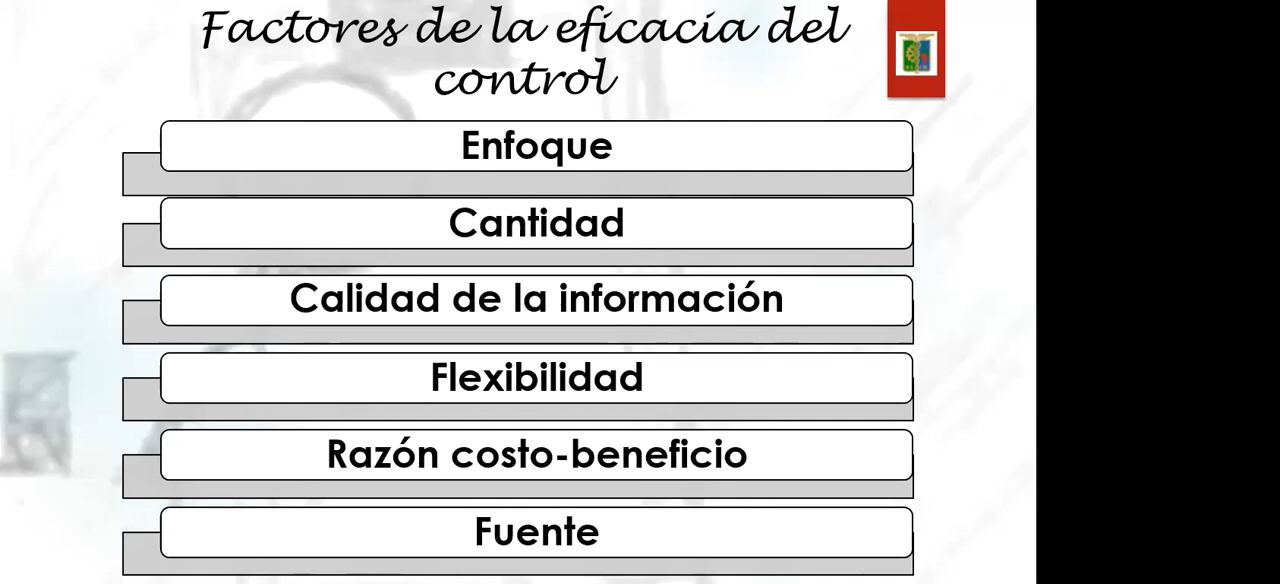 Factores de la eficacia del
control
Enfoque
Cantidad
Calidad de la información
Flexibilidad
Razón costo-beneficio
Fuente